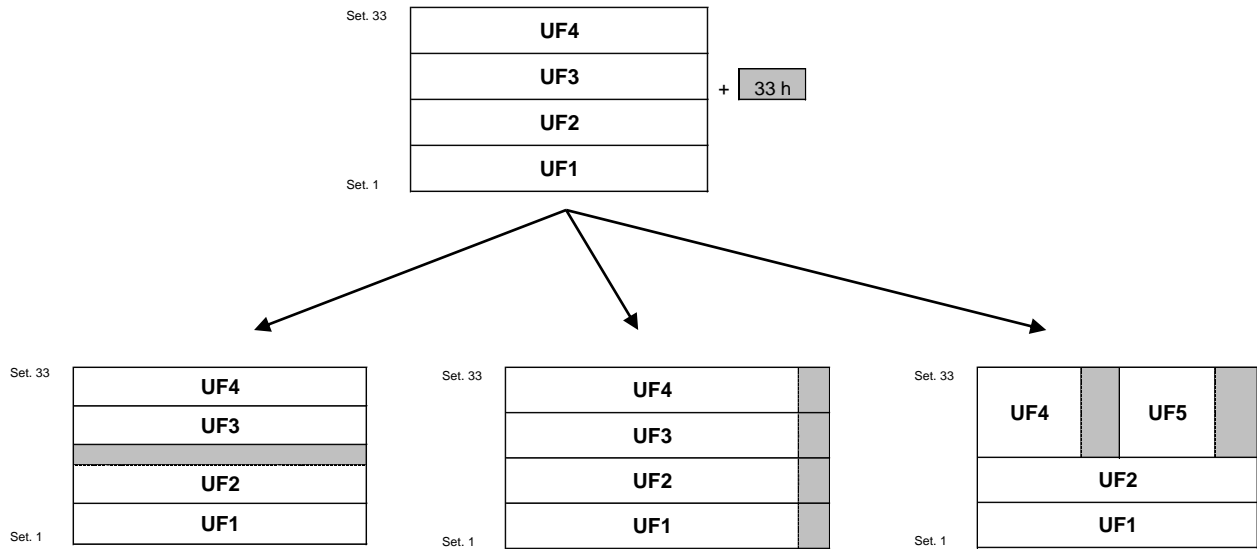 Set. 33
UF4
UF3
+ 33 h
UF2
UF1
Set. 1
Set. 33
UF4
UF3
UF2
UF1
Set. 1
Set. 33
UF4
UF3
UF2
UF1
Set. 1
Set. 33
UF4 UF5
UF2
UF1
Set. 1